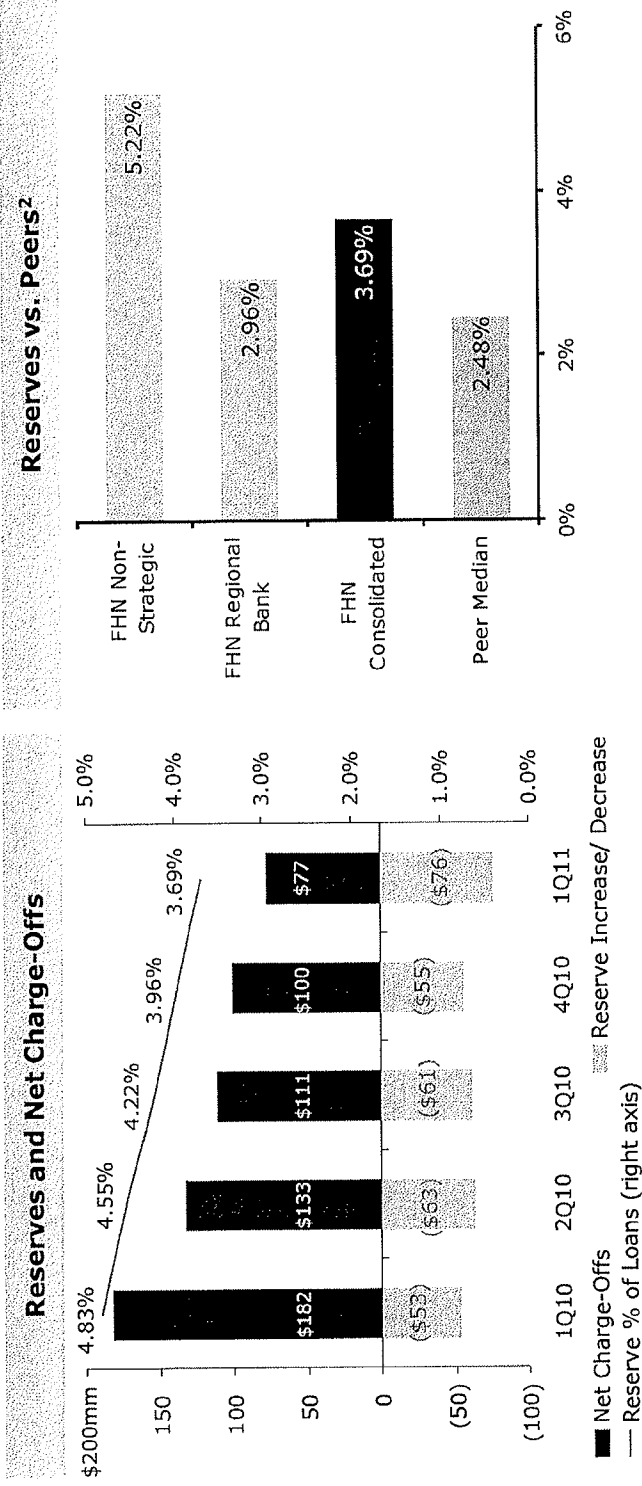 Reserves and Net Charge-Offs
$200mm
150
100
50
0
(50)
(100)
5.0%
4.0%
3.0%
2.0%
1.0%
0.0%
4.83%
4.55%
4.22%
3.96%
3.69%
$182
$133
$111
$100
$77
($53)
($63)
($61)
($55)
($76)
1Q10
2Q10
3Q10
4Q10
1Q11
Net Charge-Offs
Reserve Increase/ Decrease
Reserve % of Loans (right axis)
Reserves vs. Peers²
FHN Non-
Strategic
5.22%
FHN Regional
Bank
2.96%
FHN
Consolidated
3.69%
Peer Median
2.48%
0%
2%
4%
6%